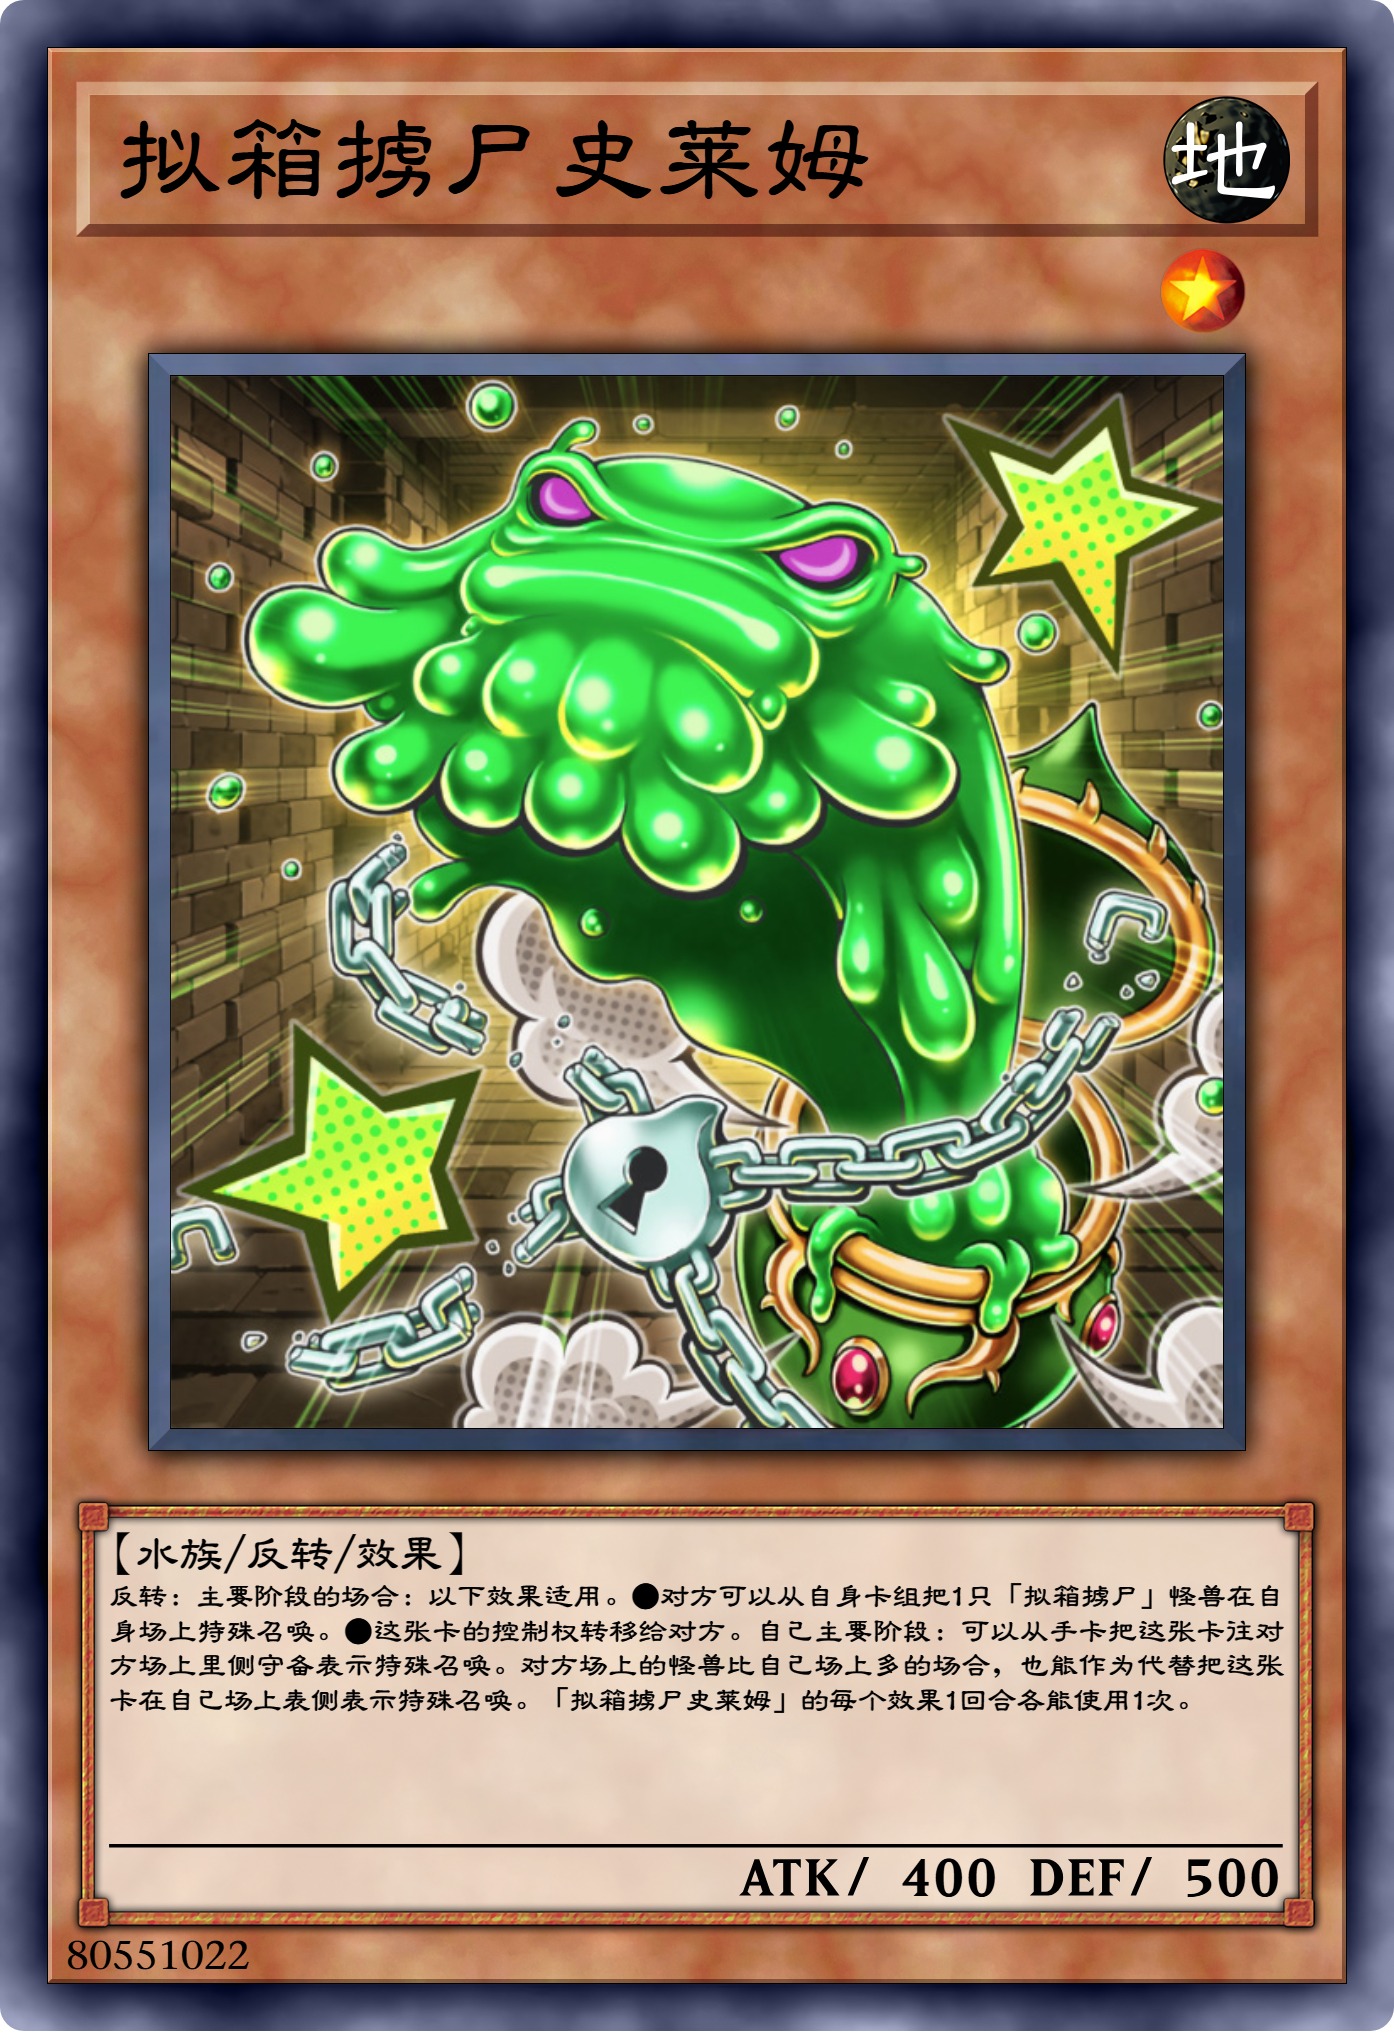 拟箱掳尸史莱姆
地
【水族/反转/效果】
反转：主要阶段的场合：以下效果适用。●对方可以从自身卡组把1只「拟箱掳尸」怪兽在自
身场上特殊召唤。●这张卡的控制权转移给对方。自己主要阶段：可以从手卡把这张卡往对
方场上里侧守备表示特殊召唤。对方场上的怪兽比自己场上多的场合，也能作为代替把这张
卡在自己场上表侧表示特殊召唤。「拟箱掳尸史莱姆」的每个效果1回合各能使用1次。
ATK/ 400 DEF/ 500
80551022